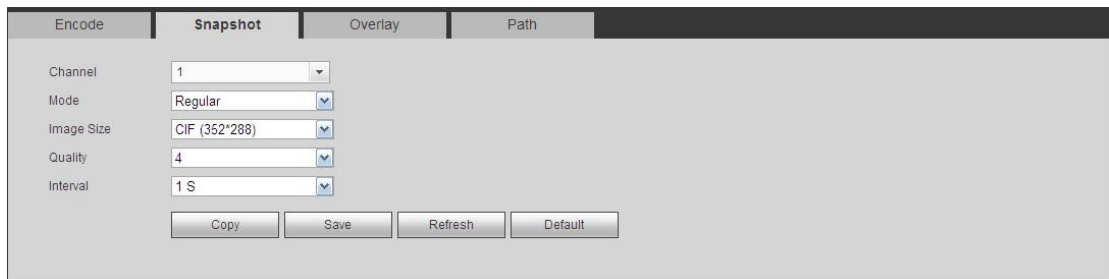 Encode Snapshot Overlay Path
Channel 1
Mode Regular
Image Size CIF (352*288)
Quality 4
Interval 1 S
Copy Save Refresh Default